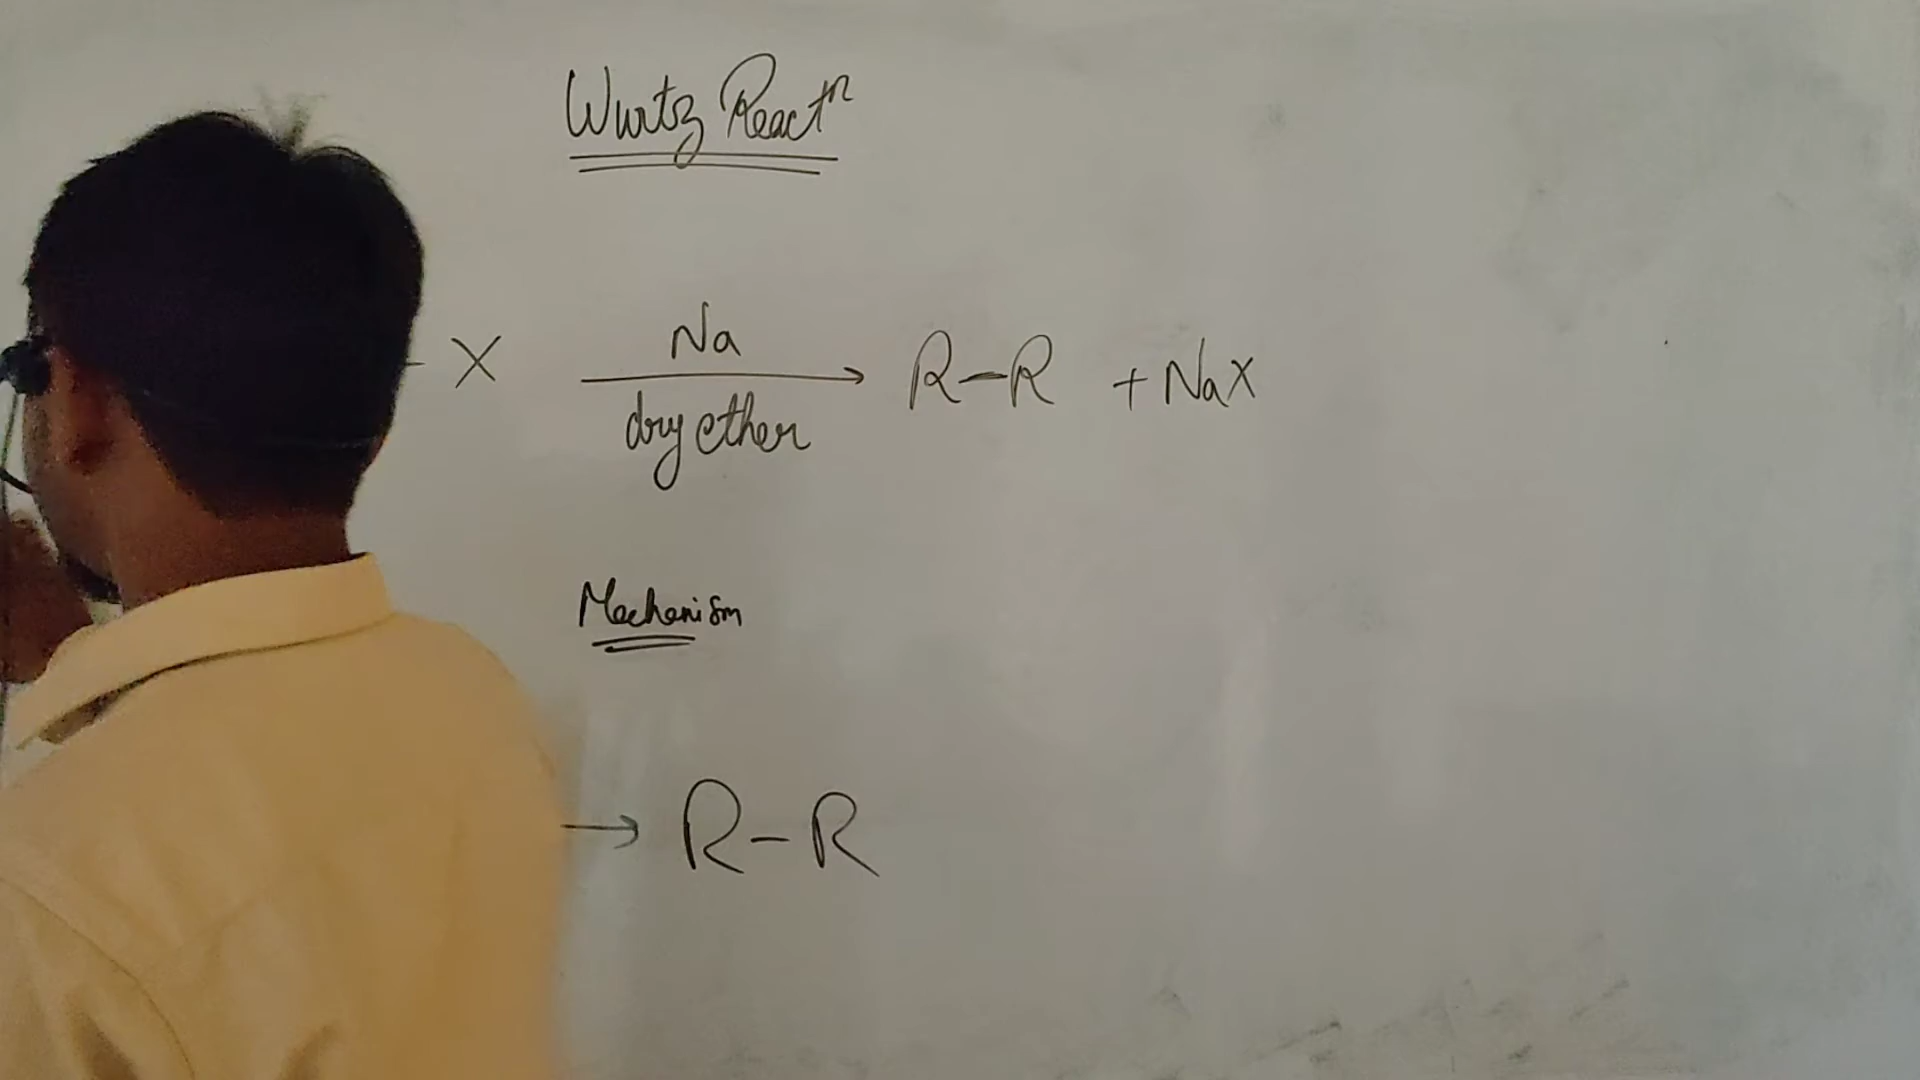 Wurtz Reactn
- X Na dry ether → R-R + NaX
Mechanism
→ R-R